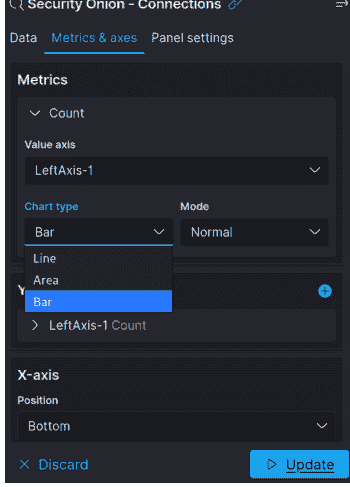 Security Onion - Connections
Data Metrics & axes Panel settings
Metrics
Count
Value axis
LeftAxis-1
Chart type Mode
Bar Normal
Line
Area
Bar
Y
LeftAxis-1 Count
X-axis
Position
Bottom
Discard Update